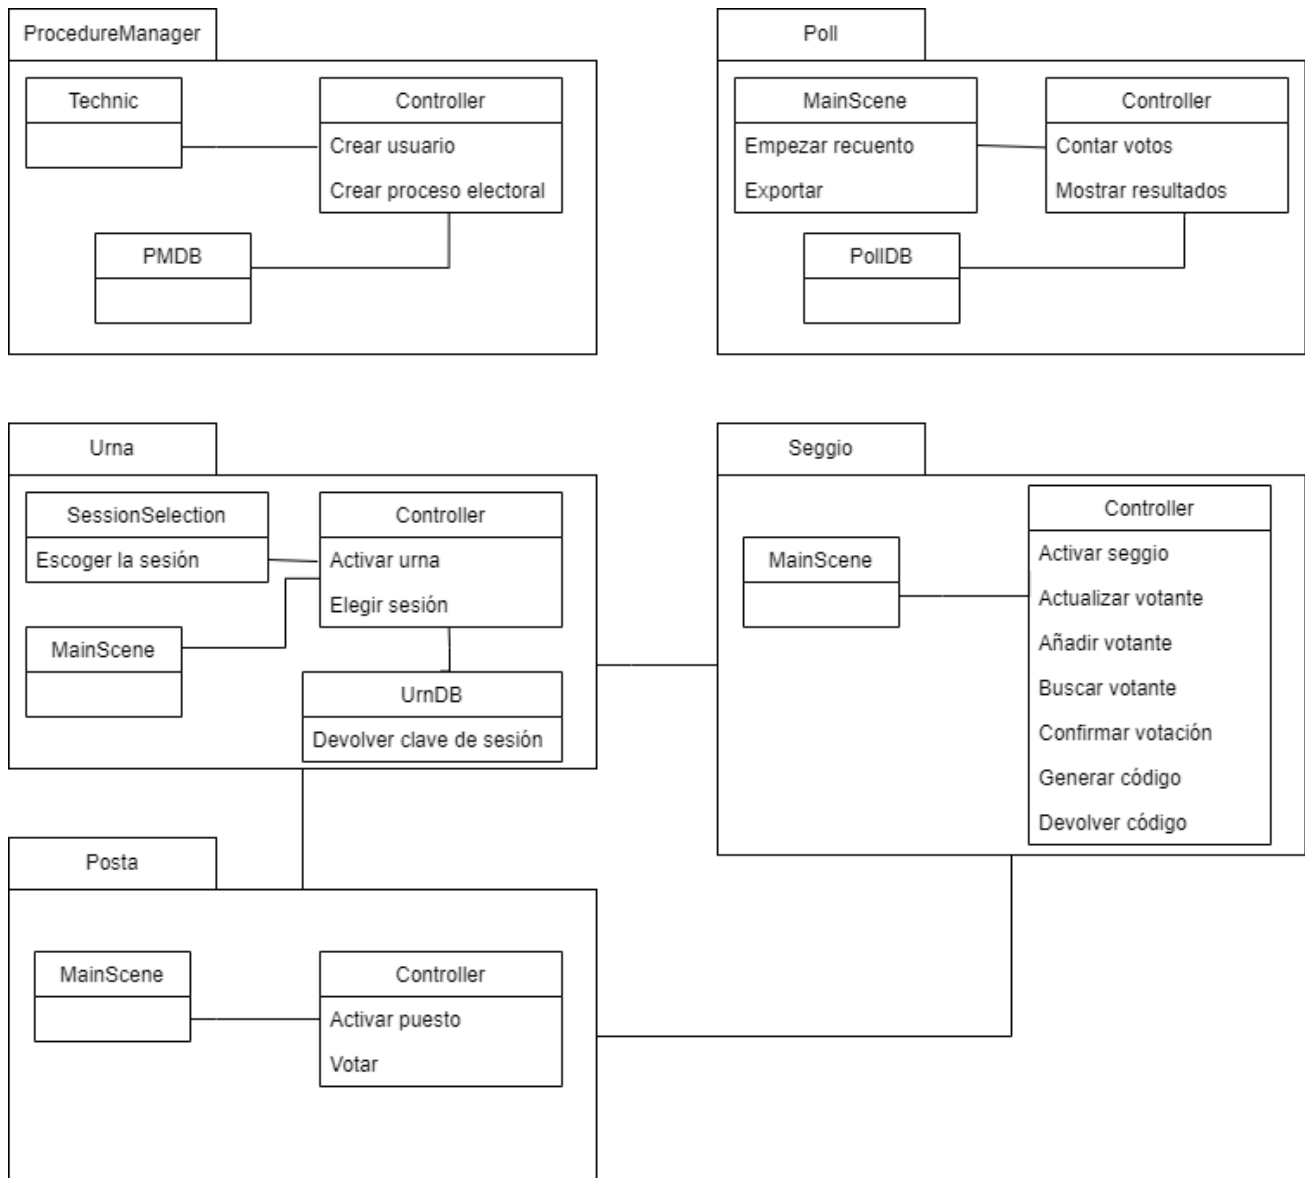 ProcedureManager
Technic
Controller
Crear usuario
Crear proceso electoral
PMDB
Poll
MainScene
Empezar recuento
Exportar
Controller
Contar votos
Mostrar resultados
PollDB
Urna
SessionSelection
Escoger la sesión
Controller
Activar urna
Elegir sesión
MainScene
UrnDB
Devolver clave de sesión
Seggio
MainScene
Controller
Activar seggio
Actualizar votante
Añadir votante
Buscar votante
Confirmar votación
Generar código
Devolver código
Posta
MainScene
Controller
Activar puesto
Votar